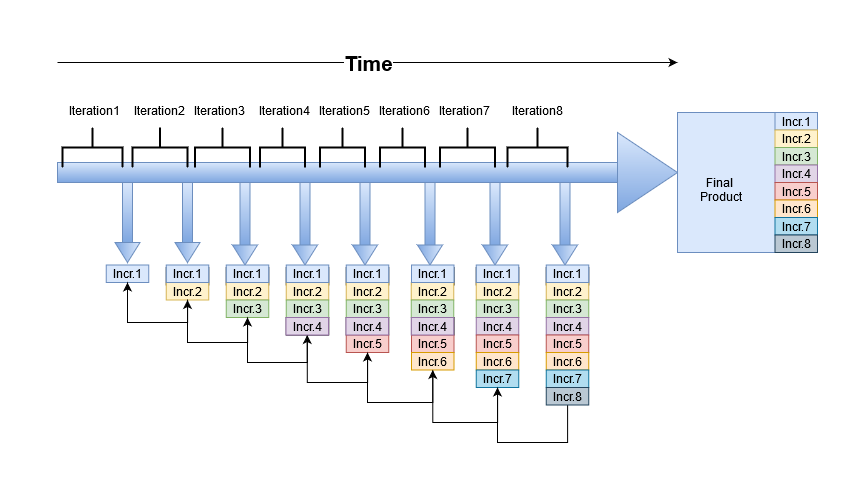 Time
Iteration1 Iteration2 Iteration3 Iteration4 Iteration5 Iteration6 Iteration7 Iteration8
Final
Product
Incr.1
Incr.2
Incr.3
Incr.4
Incr.5
Incr.6
Incr.7
Incr.8
Incr.1 Incr.1 Incr.1 Incr.1 Incr.1 Incr.1 Incr.1 Incr.1
Incr.2 Incr.2 Incr.2 Incr.2 Incr.2 Incr.2 Incr.2
Incr.3 Incr.3 Incr.3 Incr.3 Incr.3 Incr.3
Incr.4 Incr.4 Incr.4 Incr.4 Incr.4
Incr.5 Incr.5 Incr.5 Incr.5
Incr.6 Incr.6 Incr.6
Incr.7 Incr.7
Incr.8